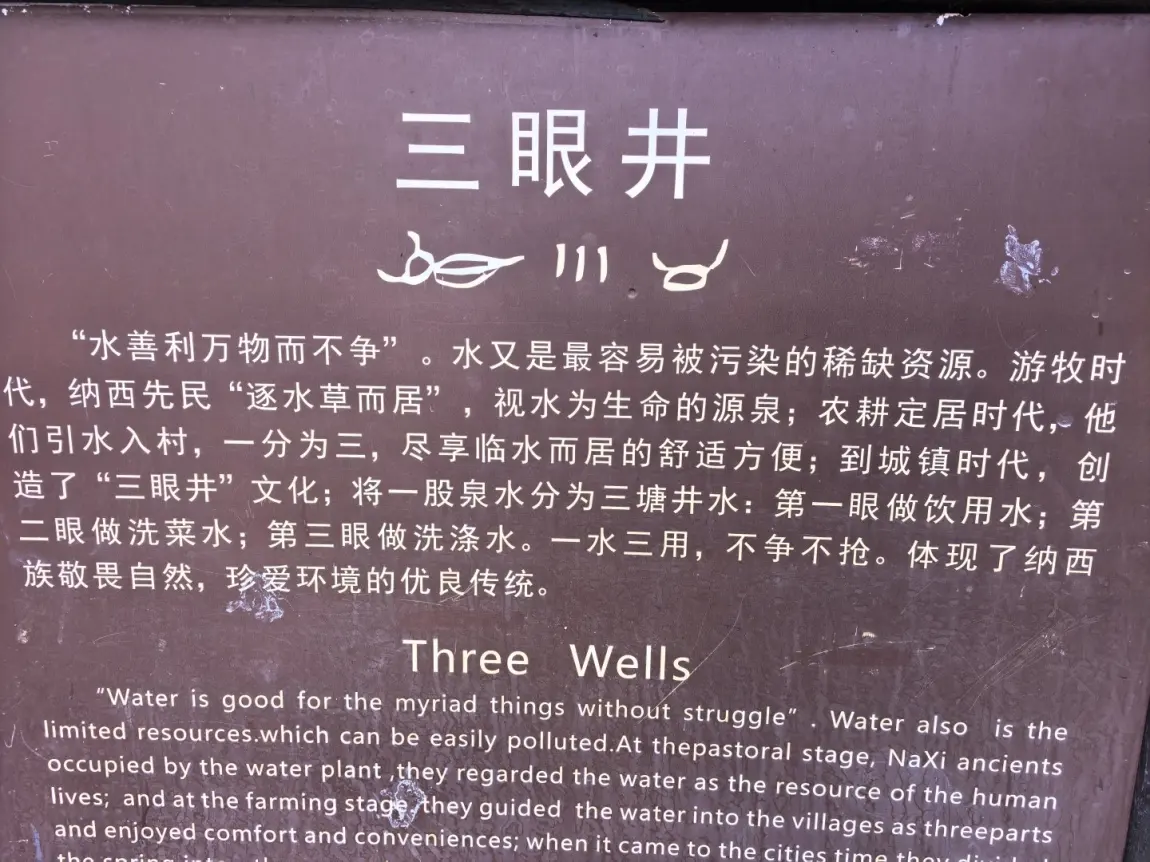 三眼井
“水善利万物而不争”。水又是最容易被污染的稀缺资源。游牧时
代，纳西先民“逐水草而居”，视水为生命的源泉；农耕定居时代，他
们引水入村，一分为三，尽享临水而居的舒适方便；到城镇时代，创
造了“三眼井”文化；将一股泉水分为三塘井水：第一眼做饮用水；第
二眼做洗菜水；第三眼做洗涤水。一水三用，不争不抢。体现了纳西
族敬畏自然，珍爱环境的优良传统。
Three Wells
"Water is good for the myriad things without struggle" . Water also is the
limited resources.which can be easily polluted.At thepastoral stage, NaXi ancients
occupied by the water plant ,they regarded the water as the resource of the human
lives; and at the farming stage, they guided the water into the villages as threeparts
and enjoyed comfort and conveniences; when it came to the cities time they
the spring